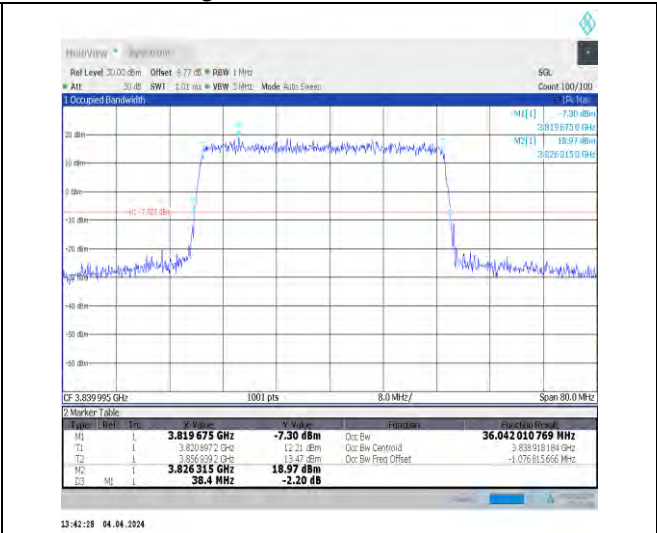 MultiView Spectrum
Ref Level 30.00 dBm Offset 9.77 dB RBW 1 MHz SGL
Att 30 dB SWT 1.01 ms VBW 3 MHz Mode Auto Sweep Count 100/100
1 Occupied Bandwidth 1Pk Max
M1[1] -7.30 dBm
3.819675 0 GHz
M2[1] 18.97 dBm
3.826315 0 GHz
20 dBm
10 dBm
0 dBm
H1 -7.027 dBm
-10 dBm
-20 dBm
-40 dBm
-50 dBm
-60 dBm
CF 3.839 995 GHz 1001 pts 8.0 MHz/ Span 80.0 MHz
2 Marker Table
Type Ref Trc X Value Y Value Function Function Result
M1 1 3.819 675 GHz -7.30 dBm Occ Bw 36.042 010 769 MHz
T1 1 3.820 897 2 GHz 12.21 dBm Occ Bw Centroid 3.838 918 184 GHz
T2 1 3.856 939 2 GHz 13.47 dBm Occ Bw Freq Offset -1.076 815 666 MHz
M2 1 3.826 315 GHz 18.97 dBm
D3 M1 1 38.4 MHz -2.20 dB
13:42:28 04.04.2024